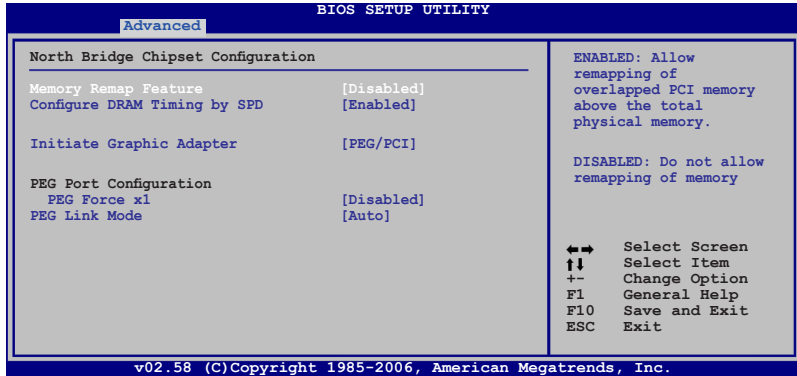 BIOS SETUP UTILITY
Advanced
North Bridge Chipset Configuration
Memory Remap Feature [Disabled]
Configure DRAM Timing by SPD [Enabled]
Initiate Graphic Adapter [PEG/PCI]
PEG Port Configuration
PEG Force x1 [Disabled]
PEG Link Mode [Auto]
ENABLED: Allow
remapping of
overlapped PCI memory
above the total
physical memory.
DISABLED: Do not allow
remapping of memory
←→ Select Screen
↑↓ Select Item
+- Change Option
F1 General Help
F10 Save and Exit
ESC Exit
v02.58 (C)Copyright 1985-2006, American Megatrends, Inc.